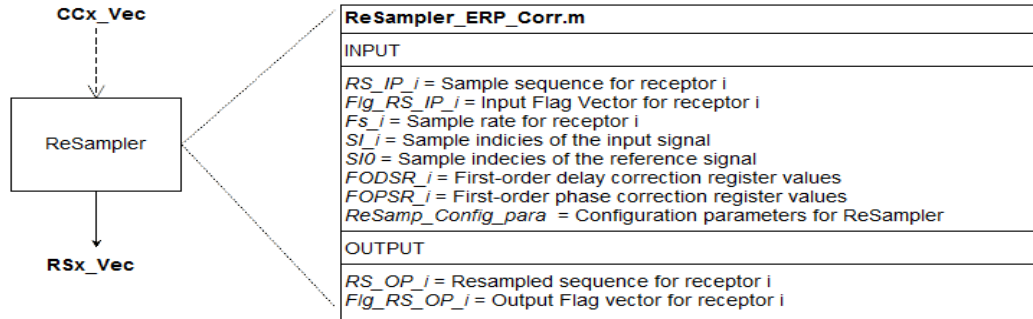 CCx_Vec
ReSampler
RSx_Vec
ReSampler_ERP_Corr.m
INPUT
RS_IP_i = Sample sequence for receptor i
Flg_RS_IP_i = Input Flag Vector for receptor i
Fs_i = Sample rate for receptor i
SI_i = Sample indicies of the input signal
SI0 = Sample indecies of the reference signal
FODSR_i = First-order delay correction register values
FOPSR_i = First-order phase correction register values
ReSamp_Config_para = Configuration parameters for ReSampler
OUTPUT
RS_OP_i = Resampled sequence for receptor i
Flg_RS_OP_i = Output Flag vector for receptor i